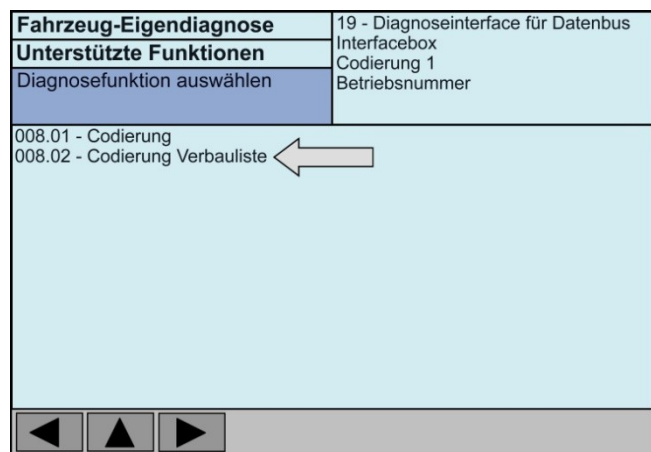 Fahrzeug-Eigendiagnose
Unterstützte Funktionen
Diagnosefunktion auswählen
19 - Diagnoseinterface für Datenbus
Interfacebox
Codierung 1
Betriebsnummer
008.01 - Codierung
008.02 - Codierung Verbauliste